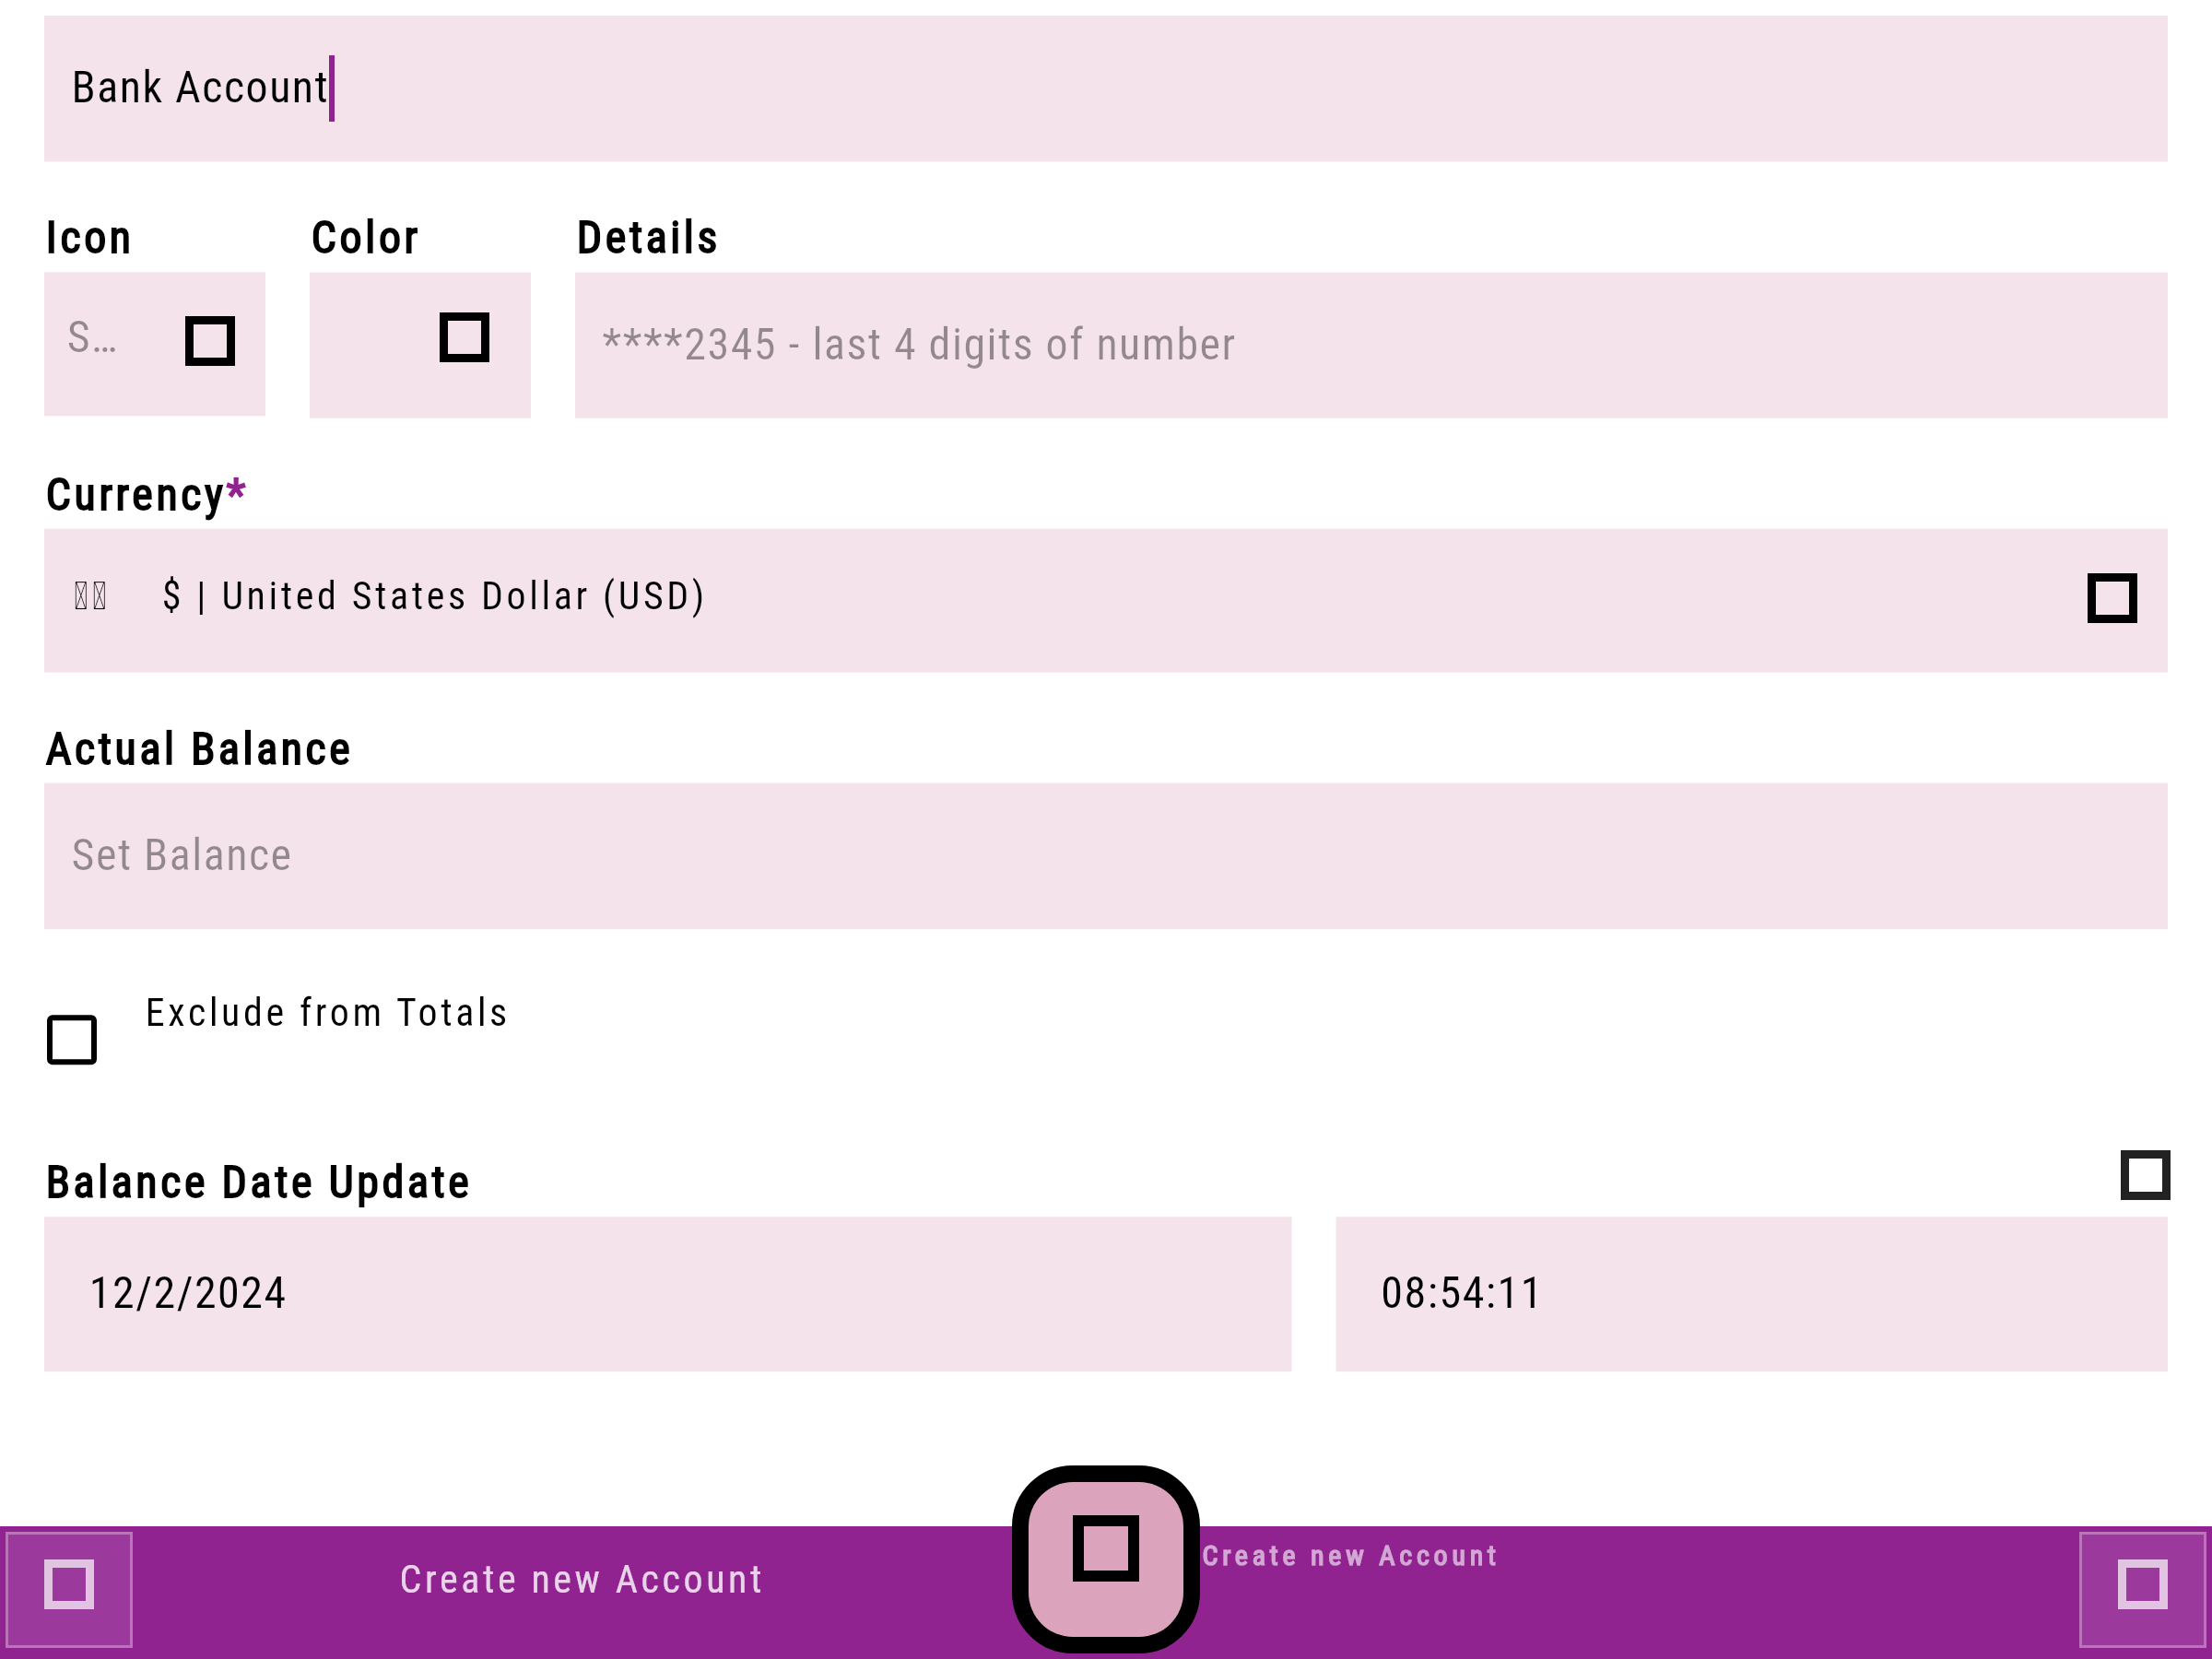 Bank Account
Icon Color Details
S… ****2345 - last 4 digits of number
Currency*
$ | United States Dollar (USD)
Actual Balance
Set Balance
Exclude from Totals
Balance Date Update
12/2/2024 08:54:11
Create new Account
Create new Account